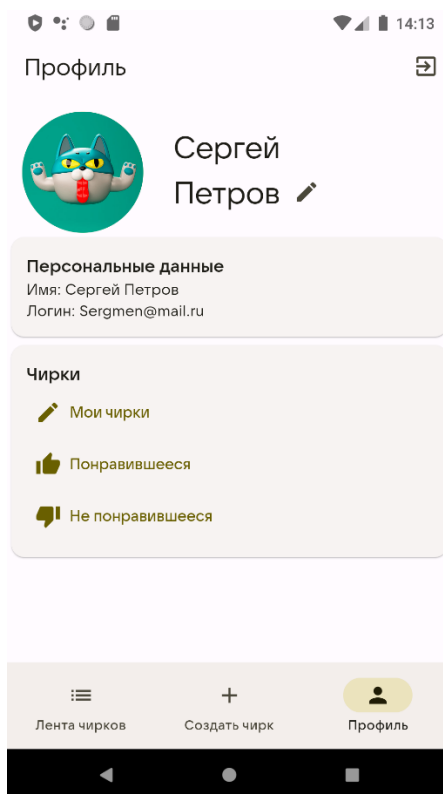 14:13
Профиль
Сергей
Петров
Персональные данные
Имя: Сергей Петров
Логин: Sergmen@mail.ru
Чирки
Мои чирки
Понравившееся
Не понравившееся
Лента чирков
Создать чирк
Профиль